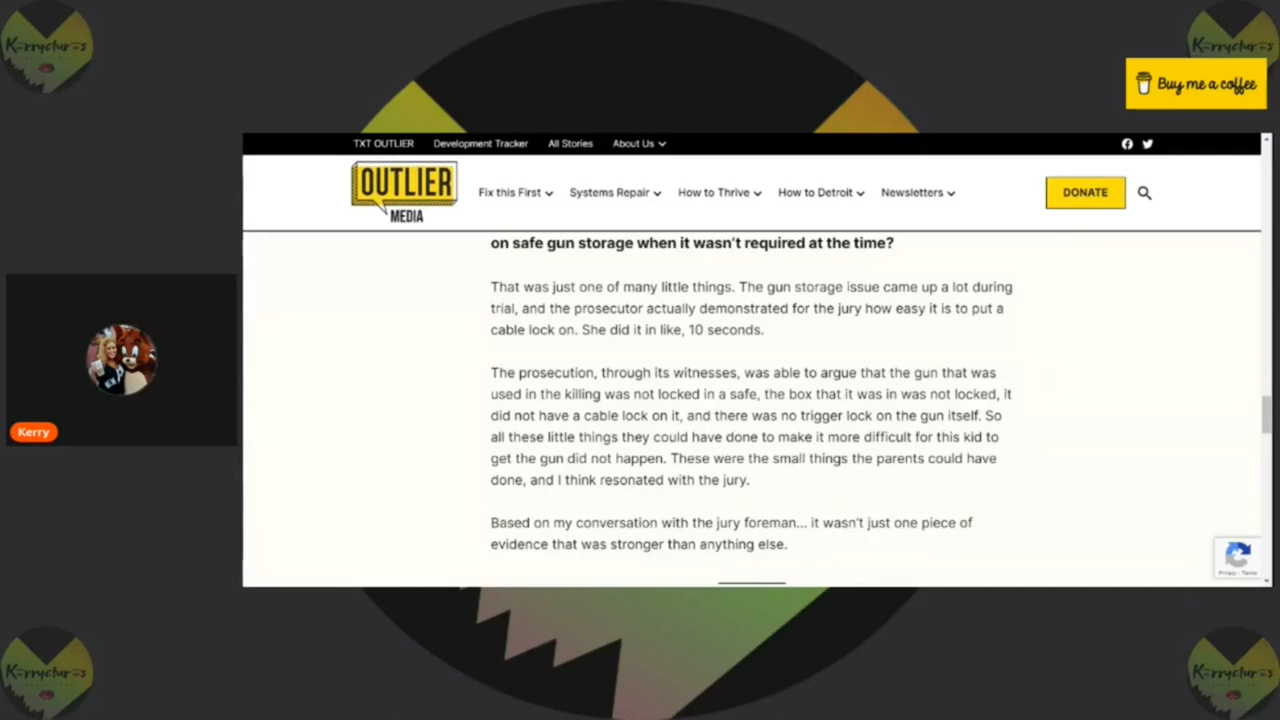 Kerryctures
Kerryctures
Buy me a coffee
TXT OUTLIER Development Tracker All Stories About Us
OUTLIER
MEDIA
Fix this First Systems Repair How to Thrive How to Detroit Newsletters
DONATE
on safe gun storage when it wasn't required at the time?
That was just one of many little things. The gun storage issue came up a lot during
trial, and the prosecutor actually demonstrated for the jury how easy it is to put a
cable lock on. She did it in like, 10 seconds.
The prosecution, through its witnesses, was able to argue that the gun that was
used in the killing was not locked in a safe, the box that it was in was not locked, it
did not have a cable lock on it, and there was no trigger lock on the gun itself. So
all these little things they could have done to make it more difficult for this kid to
get the gun did not happen. These were the small things the parents could have
done, and I think resonated with the jury.
Based on my conversation with the jury foreman... it wasn't just one piece of
evidence that was stronger than anything else.
Kerry
Privacy - Terms
Kerryctures
Kerryctures